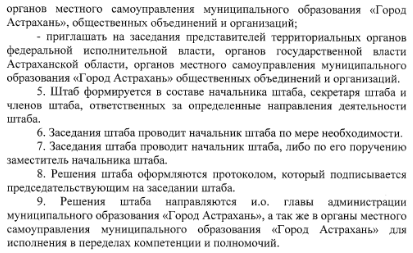 органов местного самоуправления муниципального образования «Город
Астрахань», общественных объединений и организаций;
- приглашать на заседания представителей территориальных органов
федеральной исполнительной власти, органов государственной власти
Астраханской области, органов местного самоуправления муниципального
образования «Город Астрахань» общественных объединений и организаций.
5. Штаб формируется в составе начальника штаба, секретаря штаба и
членов штаба, ответственных за определенные направления деятельности
штаба.
6. Заседания штаба проводит начальник штаба по мере необходимости.
7. Заседания штаба проводит начальник штаба, либо по его поручению
заместитель начальника штаба.
8. Решения штаба оформляются протоколом, который подписывается
председательствующим на заседании штаба.
9. Решения штаба направляются и.о. главы администрации
муниципального образования «Город Астрахань», а так же в органы местного
самоуправления муниципального образования «Город Астрахань» для
исполнения в пределах компетенции и полномочий.